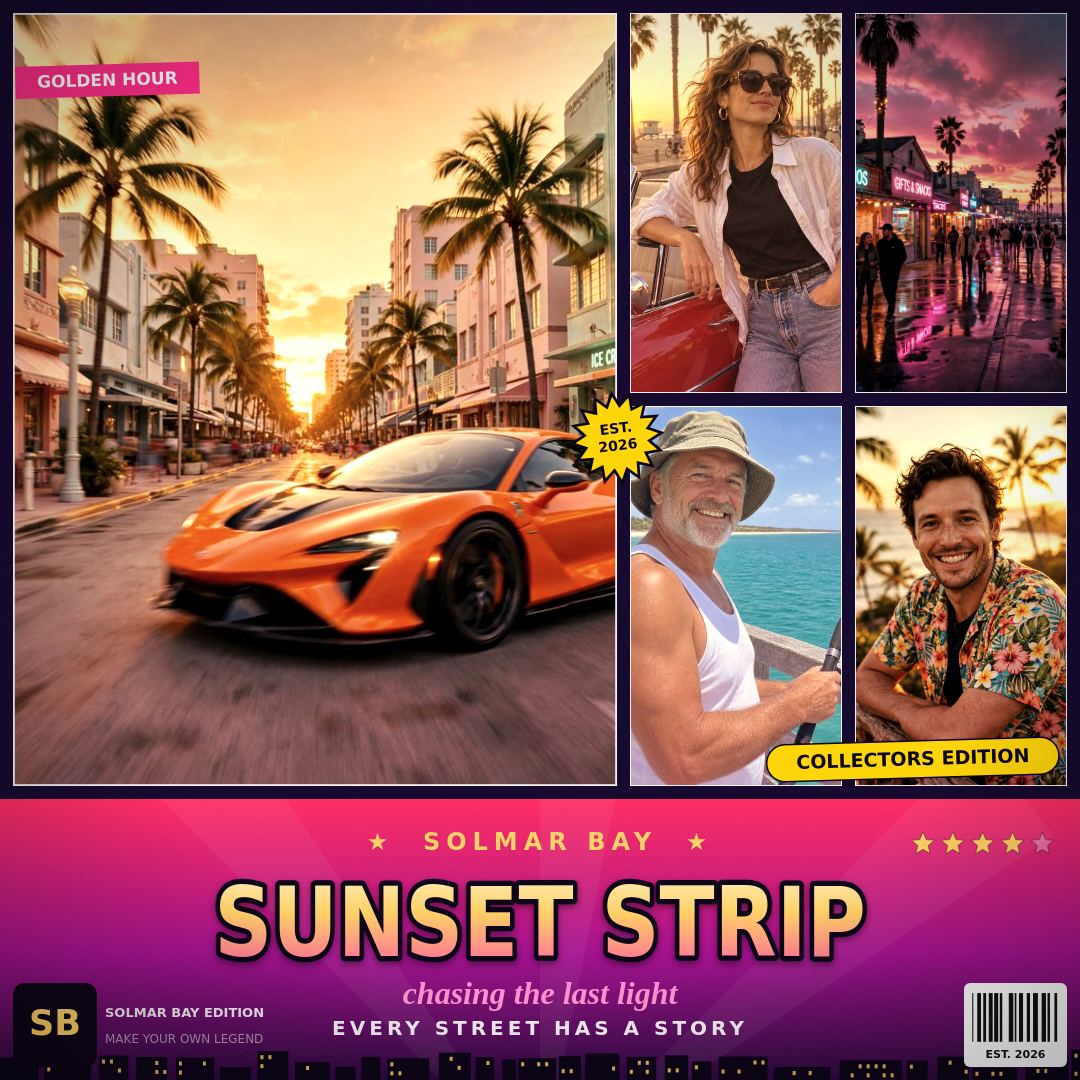 GOLDEN HOUR
GIFTS & SNACKS
TACOS
ICE CR
EST.
2026
COLLECTORS EDITION
★ SOLMAR BAY ★
SUNSET STRIP
chasing the last light
EVERY STREET HAS A STORY
SB
SOLMAR BAY EDITION
MAKE YOUR OWN LEGEND
EST. 2026